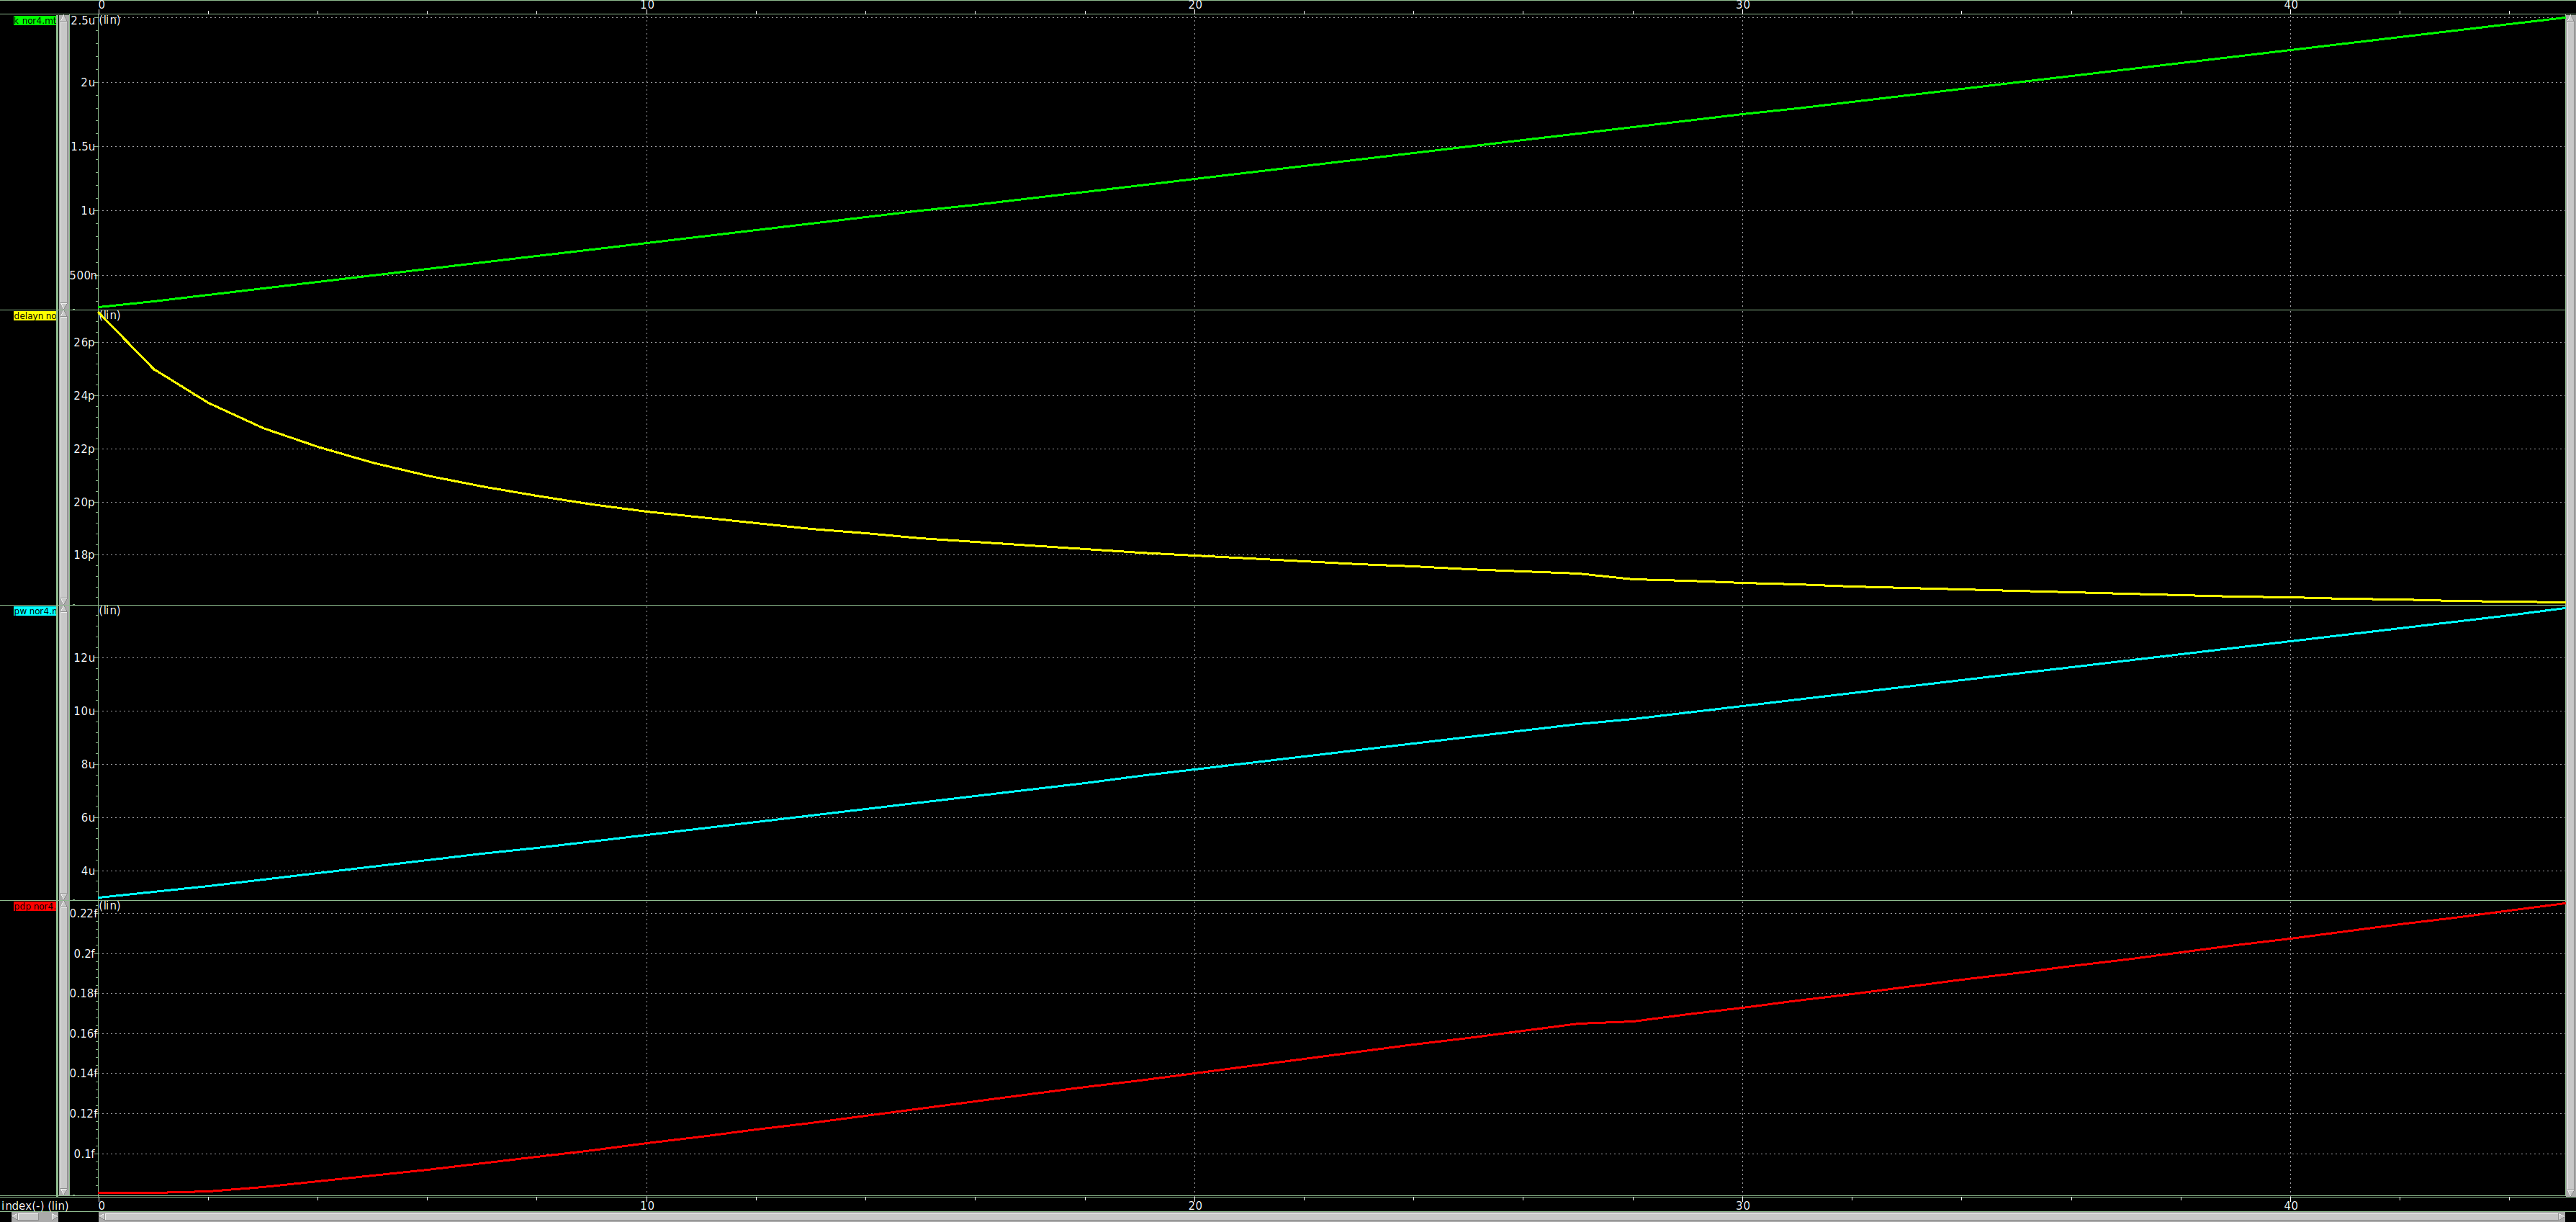 0 10 20 30 40
k nor4.mt 2.5u (lin)
2u
1.5u
1u
500n
delayn no (lin)
26p
24p
22p
20p
18p
pw nor4.n (lin)
12u
10u
8u
6u
4u
pdp nor4. (lin)
0.22f
0.2f
0.18f
0.16f
0.14f
0.12f
0.1f
index(-) (lin) 0 10 20 30 40